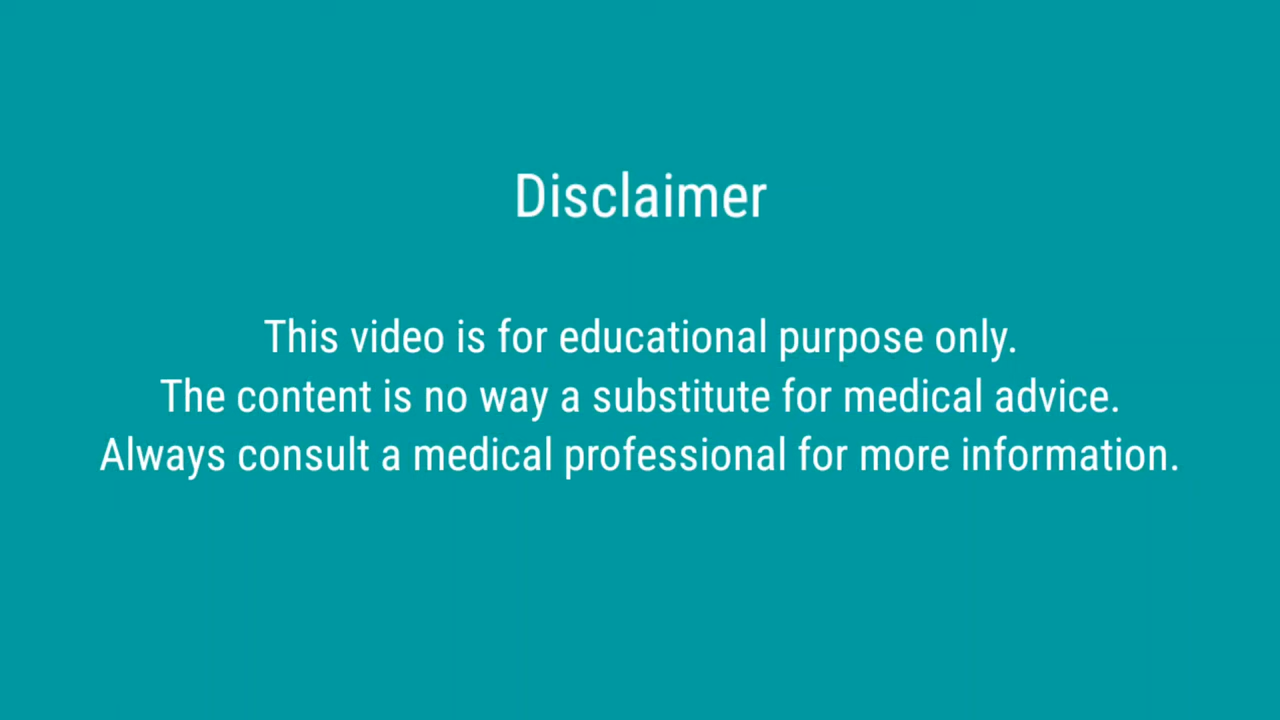 Disclaimer
This video is for educational purpose only.
The content is no way a substitute for medical advice.
Always consult a medical professional for more information.